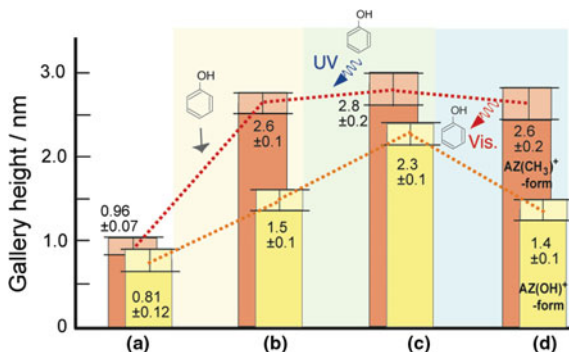 OH
OH
UV
3.0
OH
2.8
±0.2
2.6
±0.1
OH
Vis.
2.6
±0.2
AZ(CH₃)⁺
-form
2.3
±0.1
2.0
Gallery height / nm
1.5
±0.1
1.4
±0.1
0.96
±0.07
1.0
0.81
±0.12
AZ(OH)⁺
-form
0
(a)
(b)
(c)
(d)